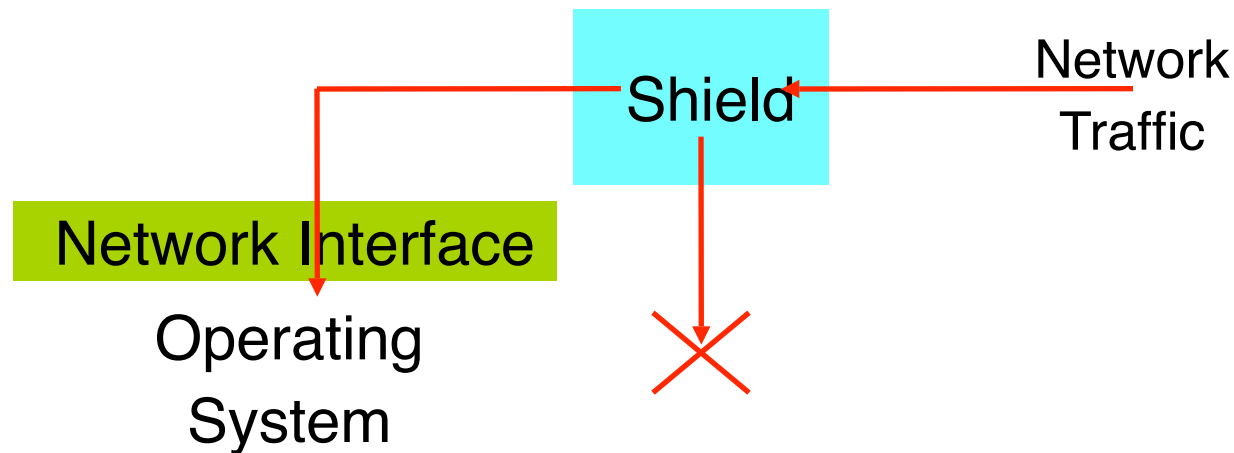 Network
Traffic
Shield
Network Interface
Operating
System